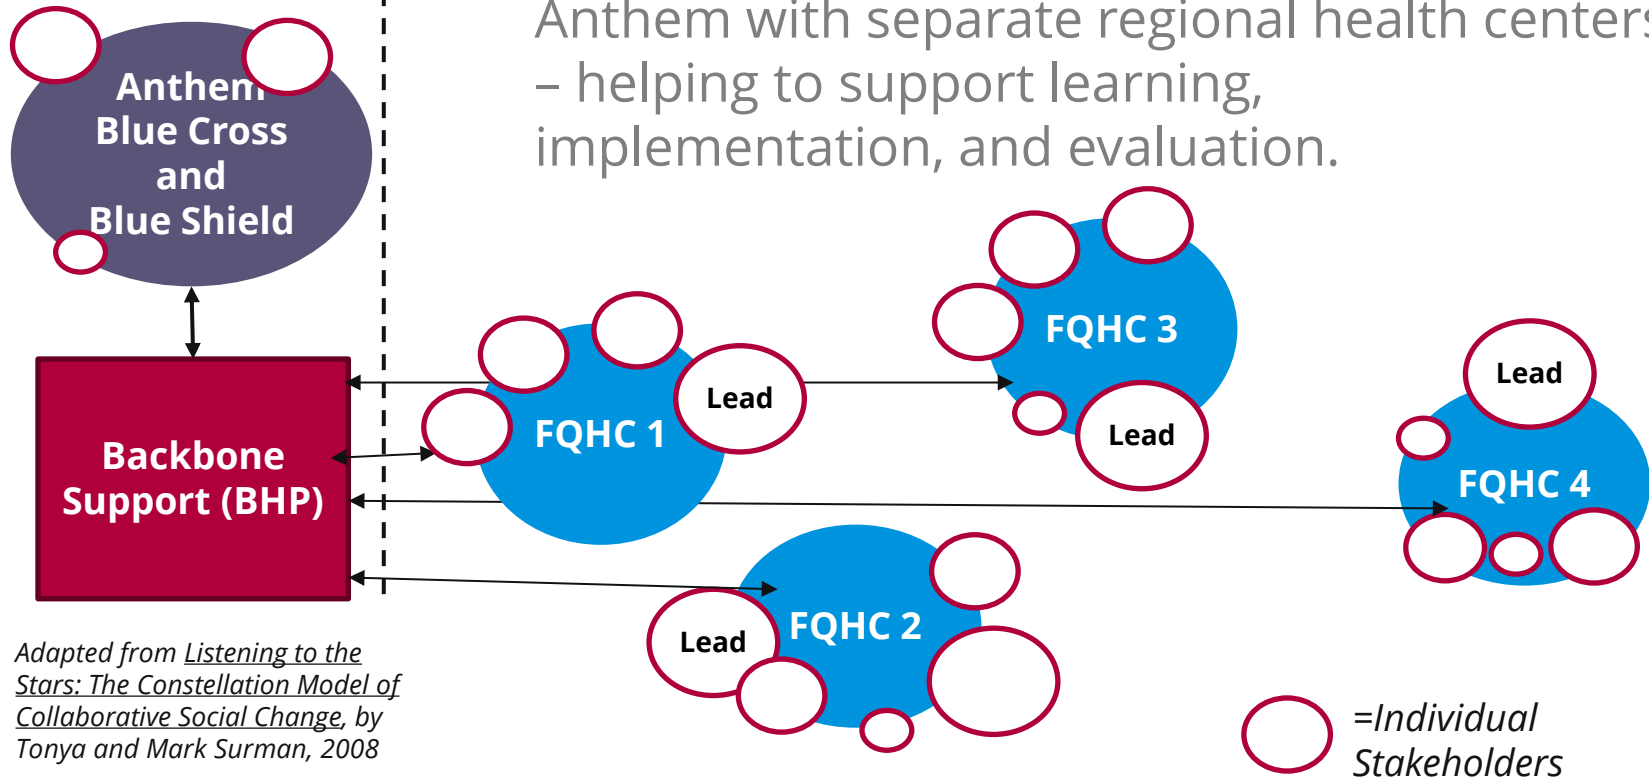 Anthem with separate regional health centers
– helping to support learning,
implementation, and evaluation.
Anthem
Blue Cross
and
Blue Shield
Backbone
Support (BHP)
FQHC 1
Lead
FQHC 3
Lead
Lead
FQHC 4
Lead
FQHC 2
Adapted from Listening to the
Stars: The Constellation Model of
Collaborative Social Change, by
Tonya and Mark Surman, 2008
=Individual
Stakeholders